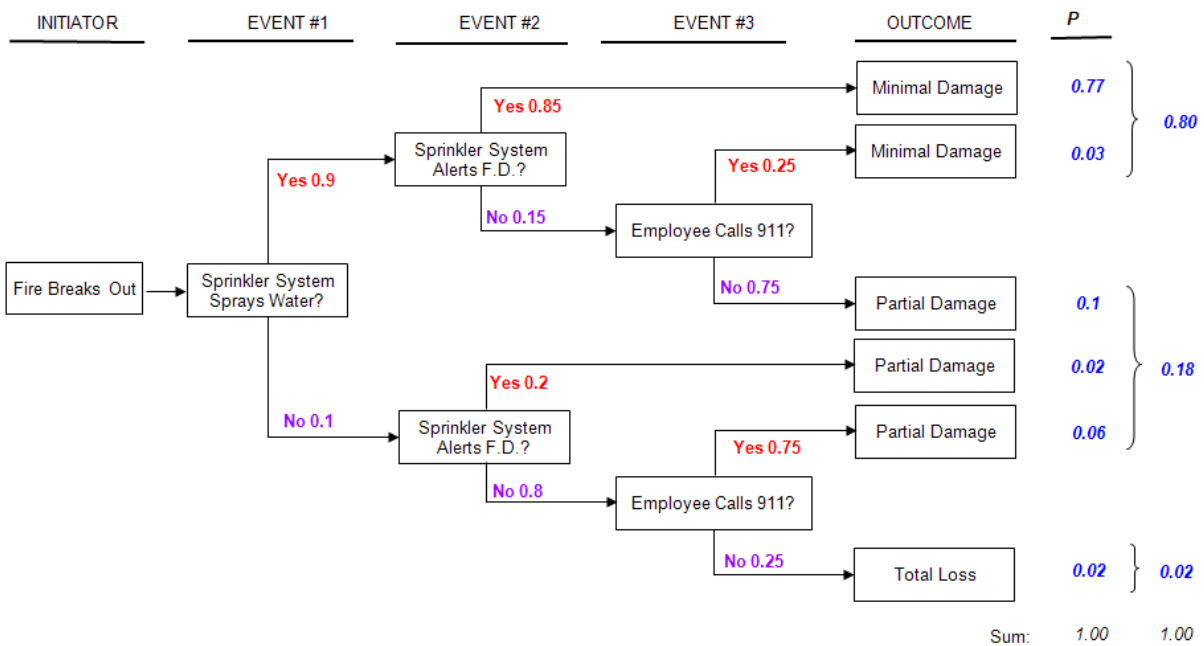 INITIATOR EVENT #1 EVENT #2 EVENT #3 OUTCOME P
Minimal Damage 0.77
Yes 0.85
0.80
Sprinkler System
Alerts F.D.?
Minimal Damage 0.03
Yes 0.25
Yes 0.9
No 0.15
Employee Calls 911?
Fire Breaks Out
Sprinkler System
Sprays Water?
No 0.75
Partial Damage 0.1
Partial Damage 0.02 0.18
Yes 0.2
No 0.1
Sprinkler System
Alerts F.D.?
Partial Damage 0.06
Yes 0.75
No 0.8
Employee Calls 911?
No 0.25
Total Loss 0.02 0.02
Sum: 1.00 1.00